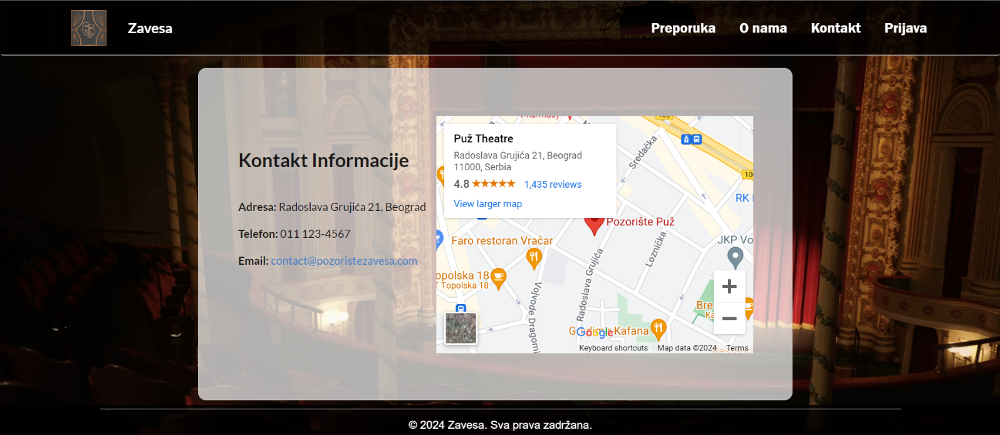 Zavesa
Preporuka
O nama
Kontakt
Prijava
Kontakt Informacije
Adresa: Radoslava Grujića 21, Beograd
Telefon: 011 123-4567
Email: contact@pozoristezavesa.com
Pharmacy
Puž Theatre
Radoslava Grujića 21, Beograd
11000, Serbia
4.8 ★★★★★ 1,435 reviews
View larger map
Sredačka
100
RK
Pozorište Puž
Faro restoran Vračar
Loznička
JKP Vo
Radoslava Grujića
opolska 18
T Topolska 18
Vojvode Dragomi
Bre
Ka
Kafana
Google
Keyboard shortcuts
Map data ©2024
Terms
© 2024 Zavesa. Sva prava zadržana.